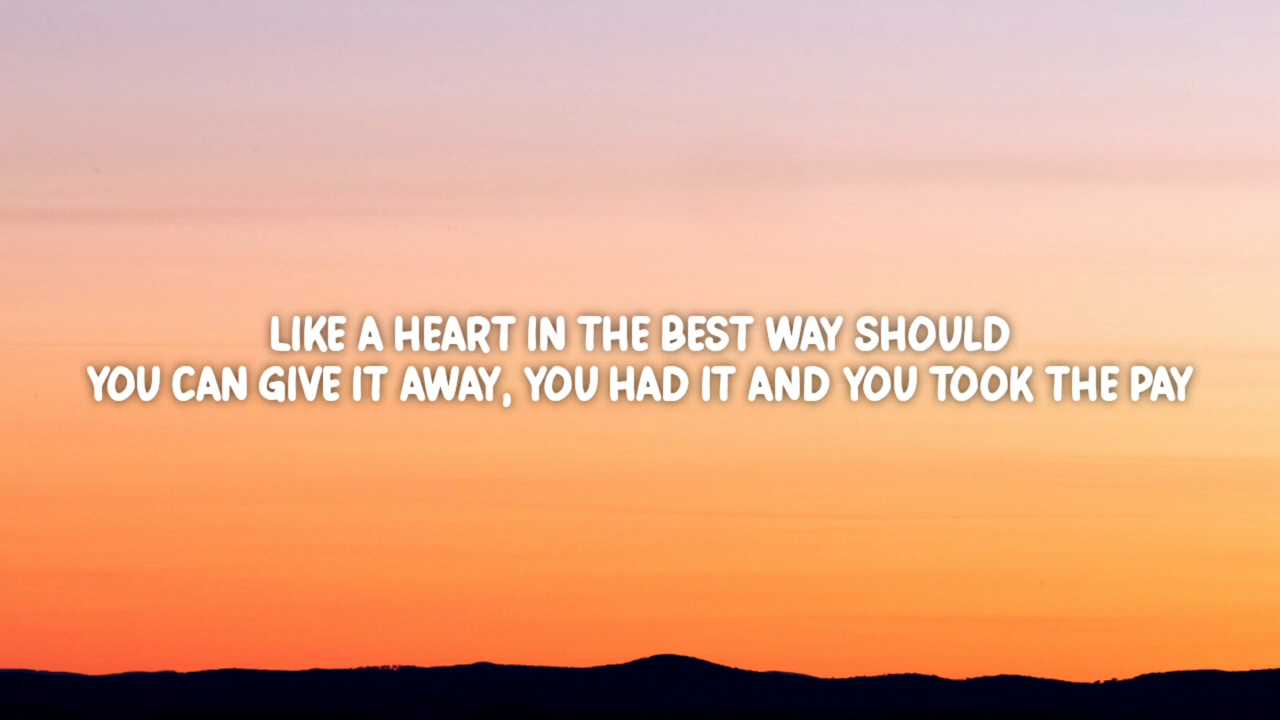 LIKE A HEART IN THE BEST WAY SHOULD
YOU CAN GIVE IT AWAY, YOU HAD IT AND YOU TOOK THE PAY